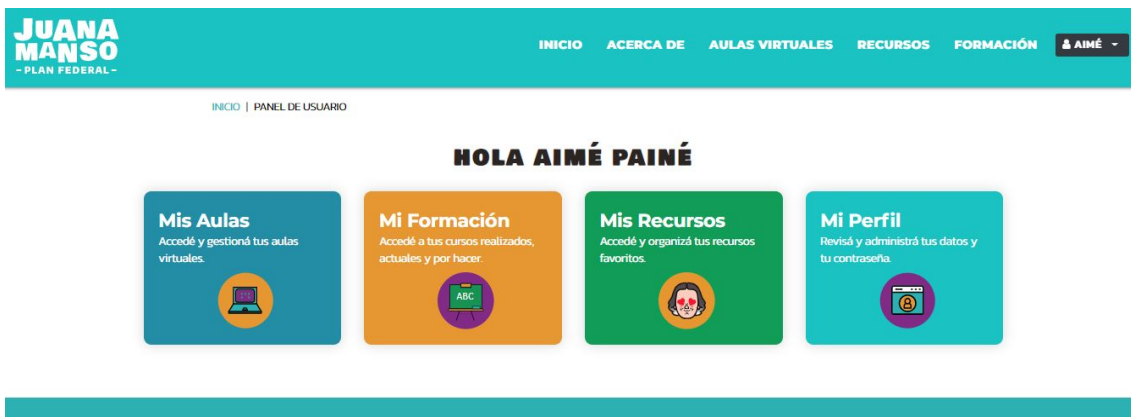 JUANA
MANSO
- PLAN FEDERAL -
INICIO ACERCA DE AULAS VIRTUALES RECURSOS FORMACIÓN AIMÉ
INICIO | PANEL DE USUARIO
HOLA AIMÉ PAINÉ
Mis Aulas
Accedé y gestioná tus aulas
virtuales.
Mi Formación
Accedé a tus cursos realizados,
actuales y por hacer.
ABC
Mis Recursos
Accedé y organizá tus recursos
favoritos.
Mi Perfil
Revisá y administrá tus datos y
tu contraseña.